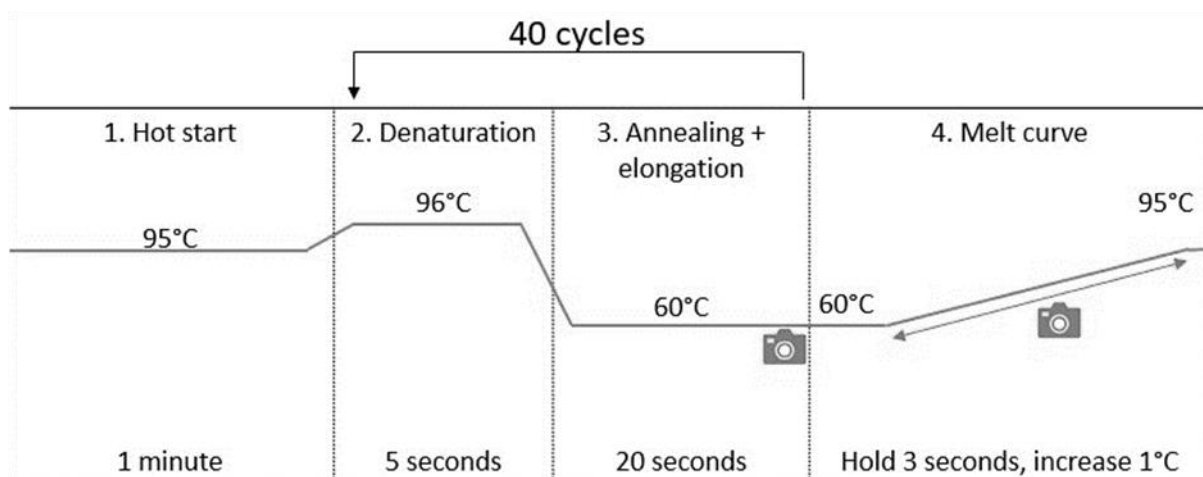 40 cycles
1. Hot start
2. Denaturation
3. Annealing +
elongation
4. Melt curve
95°C
96°C
60°C
60°C
95°C
1 minute
5 seconds
20 seconds
Hold 3 seconds, increase 1°C